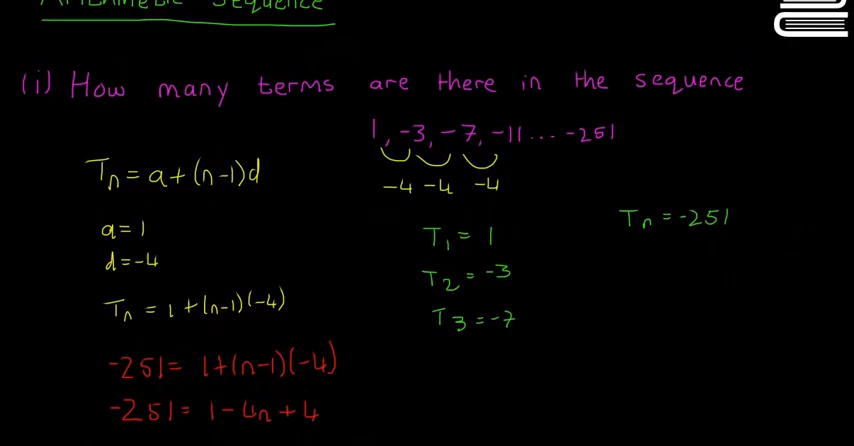 Arithmetic Sequence
(i) How many terms are there in the sequence
1, -3, -7, -11 ... -251
-4 -4 -4
Tn = a+(n-1)d
a = 1
d = -4
Tn = 1 + (n-1)(-4)
-251 = 1+(n-1)(-4)
-251 = 1 - 4n + 4
T1 = 1
T2 = -3
T3 = -7
Tn = -251